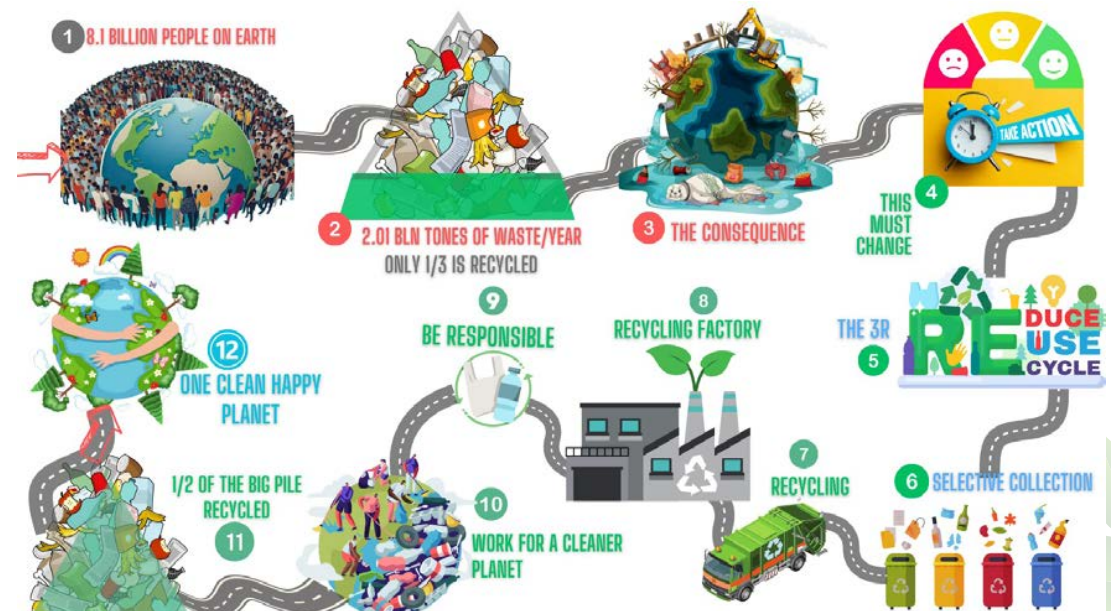 1
8.1 BILLION PEOPLE ON EARTH
2
2.01 BLN TONES OF WASTE/YEAR
ONLY 1/3 IS RECYCLED
3
THE CONSEQUENCE
TAKE ACTION
4
THIS
MUST
CHANGE
THE 3R
5
REDUCE
USE
CYCLE
6
SELECTIVE COLLECTION
7
RECYCLING
8
RECYCLING FACTORY
9
BE RESPONSIBLE
10
WORK FOR A CLEANER
PLANET
1/2 OF THE BIG PILE
RECYCLED
11
12
ONE CLEAN HAPPY
PLANET